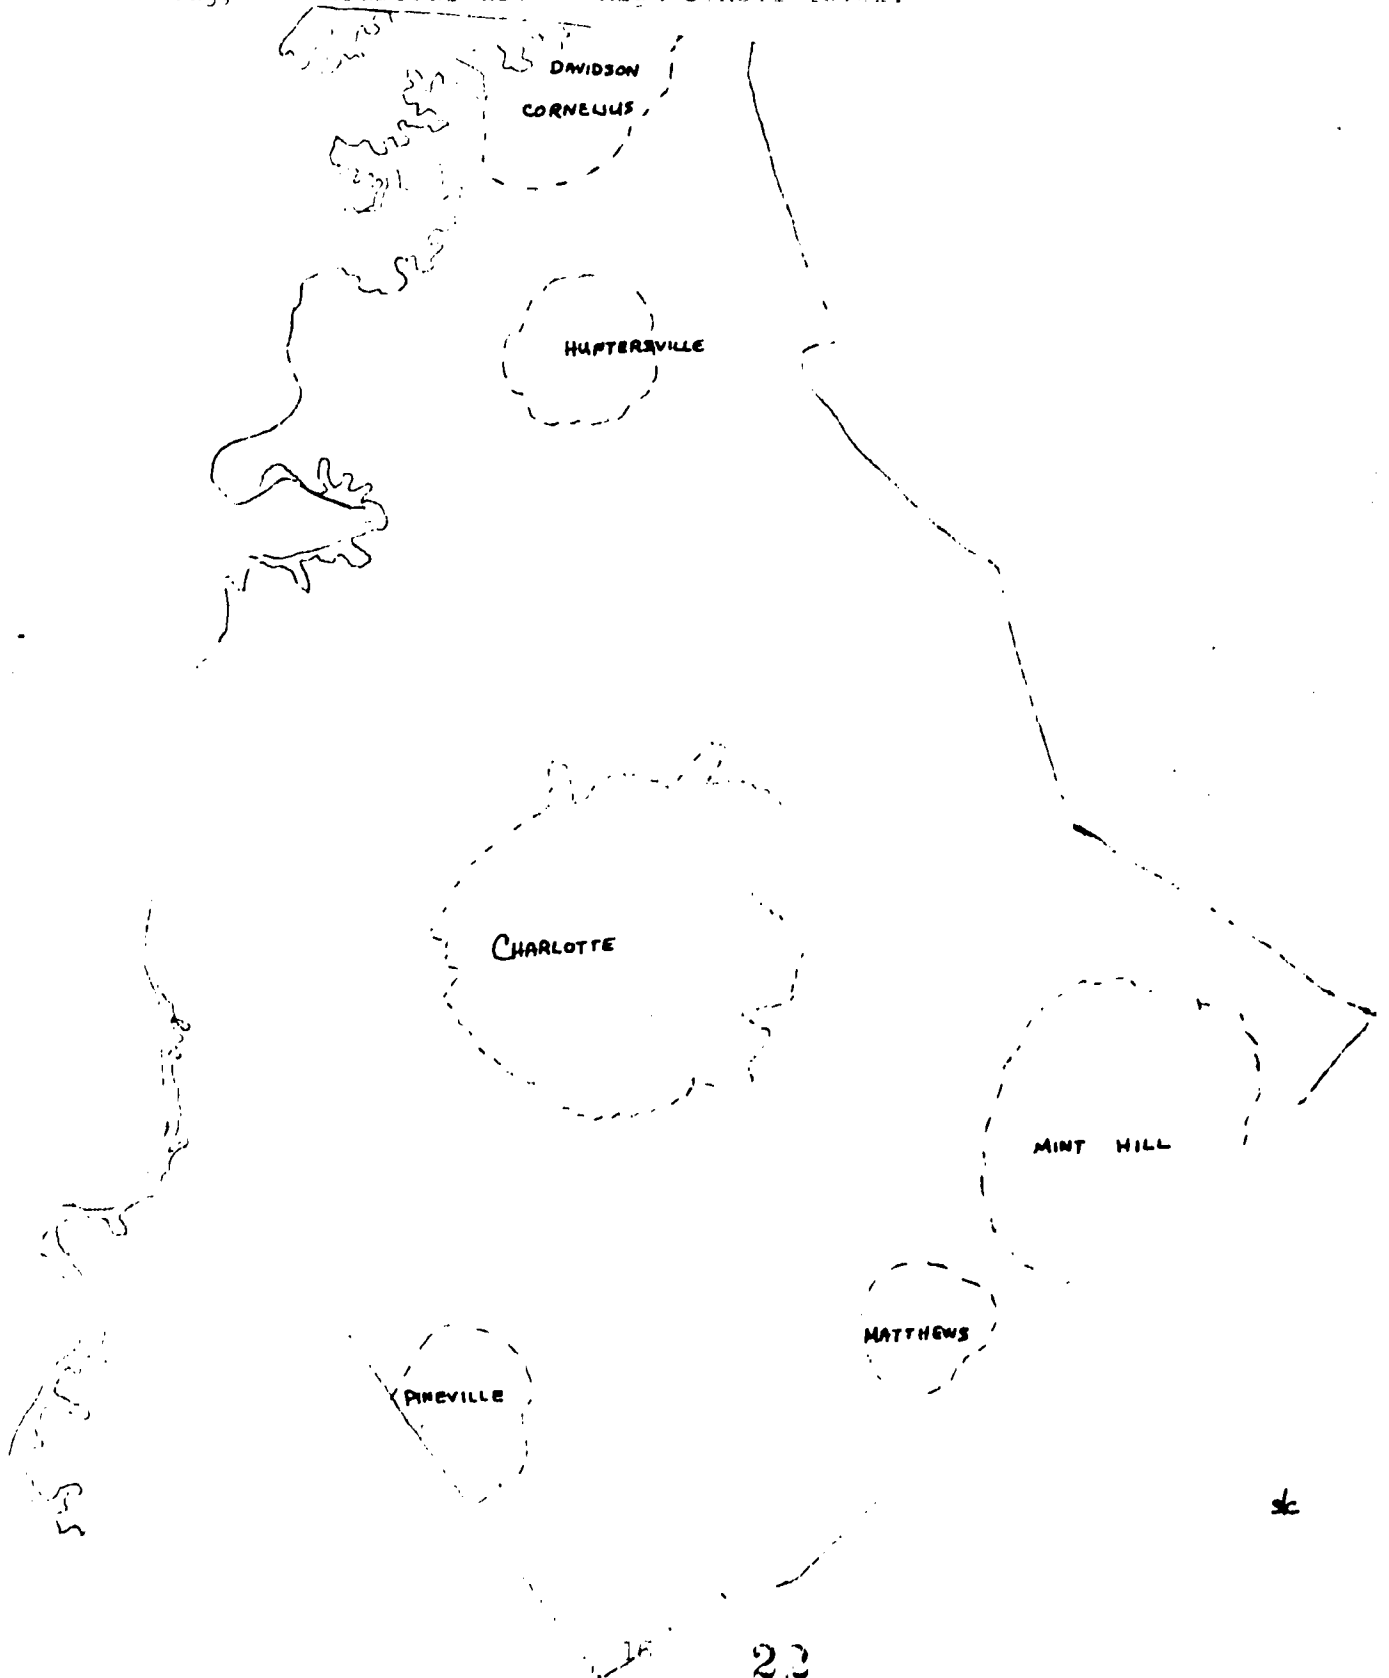 DAVIDSON
CORNELIUS
HUNTERSVILLE
CHARLOTTE
MINT HILL
MATTHEWS
PINEVILLE
22